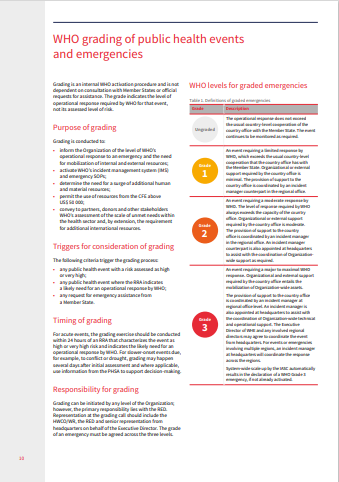 WHO grading of public health events
and emergencies
Grading is an internal WHO activation procedure and is not
dependent on consultation with Member States or official
requests for assistance. The grade indicates the level of
operational response required by WHO for that event,
not its assessed level of risk.
Purpose of grading
Grading is conducted to:
• inform the Organization of the level of WHO's
operational response to an emergency and the need
for mobilization of internal and external resources;
• activate WHO's incident management system (IMS)
and emergency SOPs;
• determine the need for a surge of additional human
and material resources;
• permit the use of resources from the CFE above
US$ 50 000;
• convey to partners, donors and other stakeholders
WHO's assessment of the scale of unmet needs within
the health sector and, by extension, the requirement
for additional international resources.
Triggers for consideration of grading
The following criteria trigger the grading process:
• any public health event with a risk assessed as high
or very high;
• any public health event where the RRA indicates
a likely need for an operational response by WHO;
• any request for emergency assistance from
a Member State.
Timing of grading
For acute events, the grading exercise should be conducted
within 24 hours of an RRA that characterizes the event as
high or very high risk and indicates the likely need for an
operational response by WHO. For slower onset events due,
for example, to conflict or drought, grading may happen
several days after initial assessment and where applicable,
use information from the PHSA to support decision-making.
Responsibility for grading
Grading can be initiated by any level of the Organization;
however, the primary responsibility lies with the RED.
Representation at the grading call should include the
HWCO/WR, the RED and senior representation from
headquarters on behalf of the Executive Director. The grade
of an emergency must be agreed across the three levels.
WHO levels for graded emergencies
Table 1. Definitions of graded emergencies
Grade Description
Ungraded
The operational response does not exceed
the usual country-level cooperation of the
country office with the Member State. The event
continues to be monitored as required.
Grade
1
An event requiring a limited response by
WHO, which exceeds the usual country-level
cooperation that the country office has with
the Member State. Organizational or external
support required by the country office is
minimal. The provision of support to the
country office is coordinated by an incident
manager counterpart in the regional office.
Grade
2
An event requiring a moderate response by
WHO. The level of response required by WHO
always exceeds the capacity of the country
office. Organizational or external support
required by the country office is moderate.
The provision of support to the country
office is coordinated by an incident manager
in the regional office. An incident manager
counterpart is also appointed at headquarters
to assist with the coordination of Organization-
wide support as required.
Grade
3
An event requiring a major to maximal WHO
response. Organizational and external support
required by the country office entails the
mobilization of Organization-wide assets.
The provision of support to the country office
is coordinated by an incident manager at
regional office level. An incident manager is
also appointed at headquarters to assist with
the coordination of Organization-wide technical
and operational support. The Executive
Director of WHE and any involved regional
directors may agree to coordinate the event
from headquarters. For events or emergencies
involving multiple regions, an incident manager
at headquarters will coordinate the response
across the regions.
System-wide scale-up by the IASC automatically
results in the declaration of a WHO Grade 3
emergency, if not already activated.